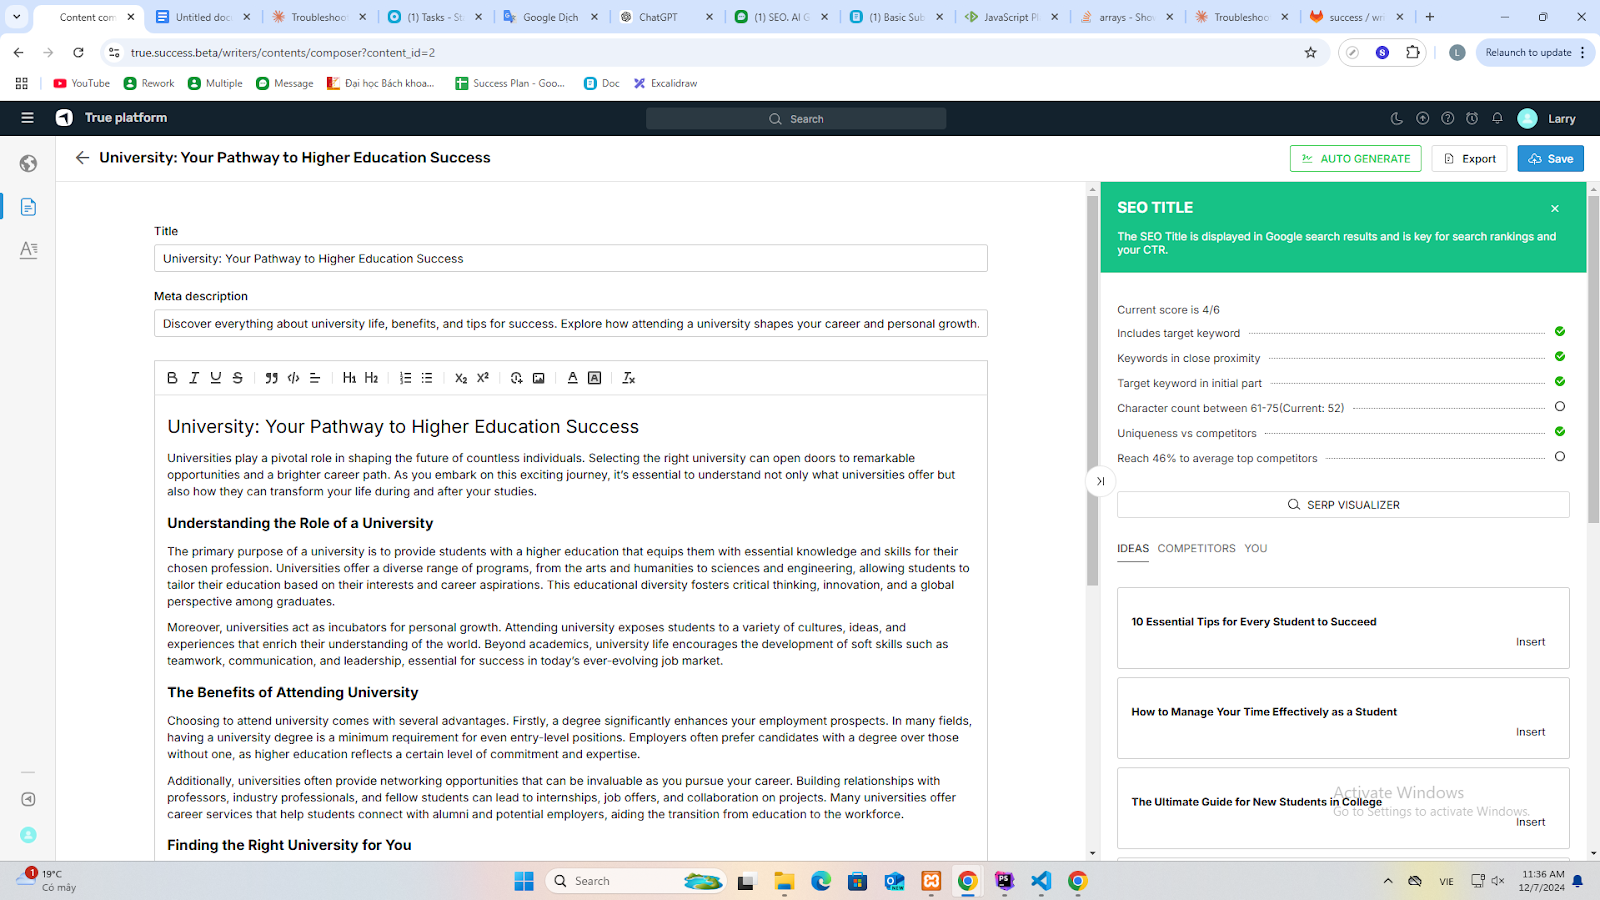 Content com
Untitled doc
Troubleshoo
(1) Tasks - St
Google Dịch
ChatGPT
(1) SEO. AI G
(1) Basic Sub
JavaScript Pl
arrays - Sho
Troubleshoo
success / wr
true.success.beta/writers/contents/composer?content_id=2
S
L
Relaunch to update
YouTube
Rework
Multiple
Message
Đại học Bách khoa...
Success Plan - Goo...
Doc
Excalidraw
True platform
Search
Larry
University: Your Pathway to Higher Education Success
AUTO GENERATE
Export
Save
Title
University: Your Pathway to Higher Education Success
Meta description
Discover everything about university life, benefits, and tips for success. Explore how attending a university shapes your career and personal growth.
University: Your Pathway to Higher Education Success
Universities play a pivotal role in shaping the future of countless individuals. Selecting the right university can open doors to remarkable
opportunities and a brighter career path. As you embark on this exciting journey, it's essential to understand not only what universities offer but
also how they can transform your life during and after your studies.
Understanding the Role of a University
The primary purpose of a university is to provide students with a higher education that equips them with essential knowledge and skills for their
chosen profession. Universities offer a diverse range of programs, from the arts and humanities to sciences and engineering, allowing students to
tailor their education based on their interests and career aspirations. This educational diversity fosters critical thinking, innovation, and a global
perspective among graduates.
Moreover, universities act as incubators for personal growth. Attending university exposes students to a variety of cultures, ideas, and
experiences that enrich their understanding of the world. Beyond academics, university life encourages the development of soft skills such as
teamwork, communication, and leadership, essential for success in today's ever-evolving job market.
The Benefits of Attending University
Choosing to attend university comes with several advantages. Firstly, a degree significantly enhances your employment prospects. In many fields,
having a university degree is a minimum requirement for even entry-level positions. Employers often prefer candidates with a degree over those
without one, as higher education reflects a certain level of commitment and expertise.
Additionally, universities often provide networking opportunities that can be invaluable as you pursue your career. Building relationships with
professors, industry professionals, and fellow students can lead to internships, job offers, and collaboration on projects. Many universities offer
career services that help students connect with alumni and potential employers, aiding the transition from education to the workforce.
Finding the Right University for You
SEO TITLE
The SEO Title is displayed in Google search results and is key for search rankings and
your CTR.
Current score is 4/6
Includes target keyword
Keywords in close proximity
Target keyword in initial part
Character count between 61-75(Current: 52)
Uniqueness vs competitors
Reach 46% to average top competitors
SERP VISUALIZER
IDEAS COMPETITORS YOU
10 Essential Tips for Every Student to Succeed
Insert
How to Manage Your Time Effectively as a Student
Insert
The Ultimate Guide for New Students in College
Insert
Activate Windows
Go to Settings to activate Windows.
1
19°C
Có mây
Search
VIE
11:36 AM
12/7/2024